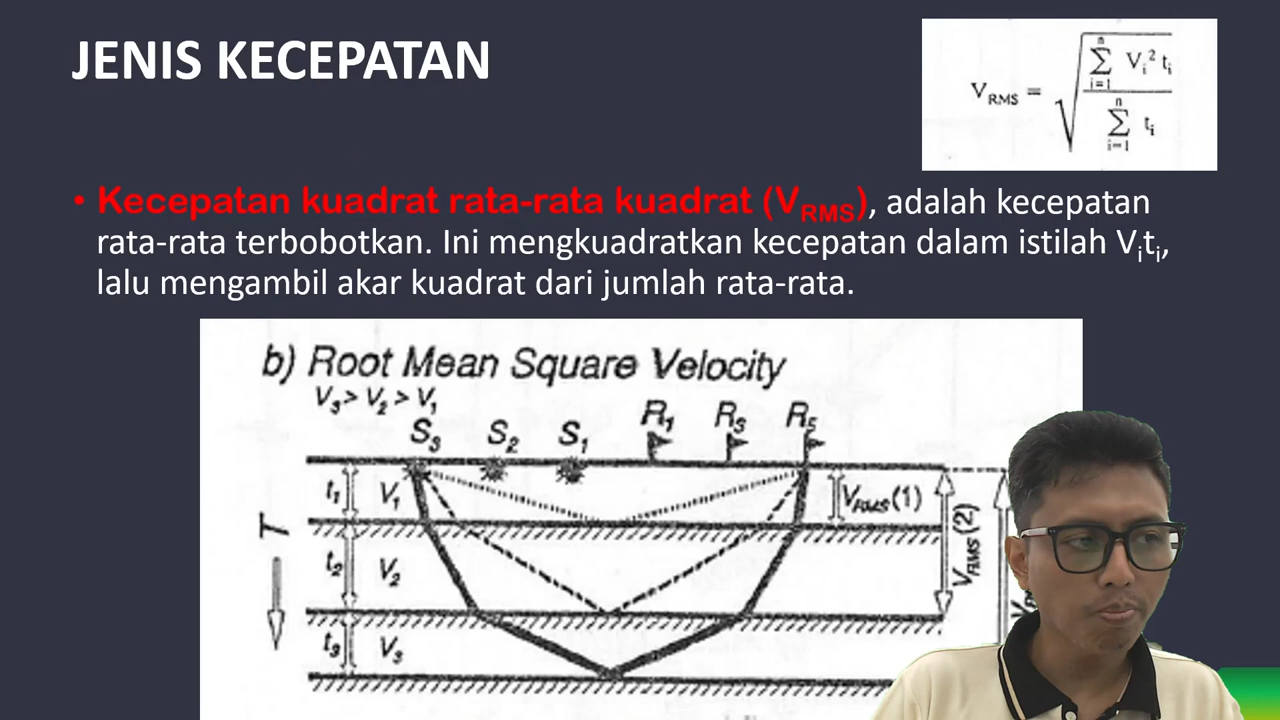 JENIS KECEPATAN
V_RMS = √( Σ_{i=1}^{n} V_i² t_i / Σ_{i=1}^{n} t_i )
• Kecepatan kuadrat rata-rata kuadrat (V_RMS), adalah kecepatan
rata-rata terbobotkan. Ini mengkuadratkan kecepatan dalam istilah V_i t_i,
lalu mengambil akar kuadrat dari jumlah rata-rata.
b) Root Mean Square Velocity
V₃ > V₂ > V₁
S₃ S₂ S₁ R₁ R₃ R₅
t₁ V₁ V_RMS(1)
T
t₂ V₂ V_RMS(2)
t₃ V₃